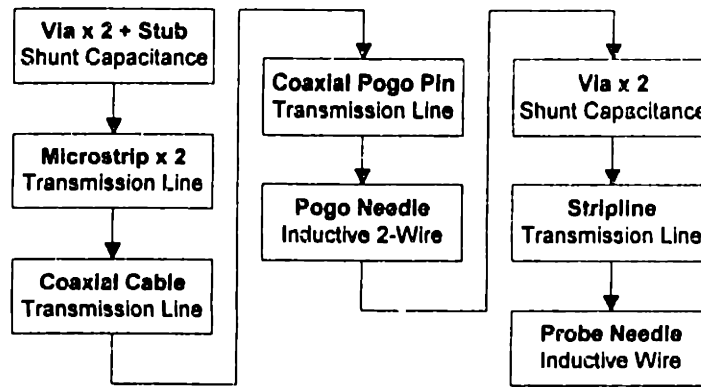 Via x 2 + Stub
Shunt Capacitance
Microstrip x 2
Transmission Line
Coaxial Cable
Transmission Line
Coaxial Pogo Pin
Transmission Line
Pogo Needle
Inductive 2-Wire
Via x 2
Shunt Capacitance
Stripline
Transmission Line
Probe Needle
Inductive Wire